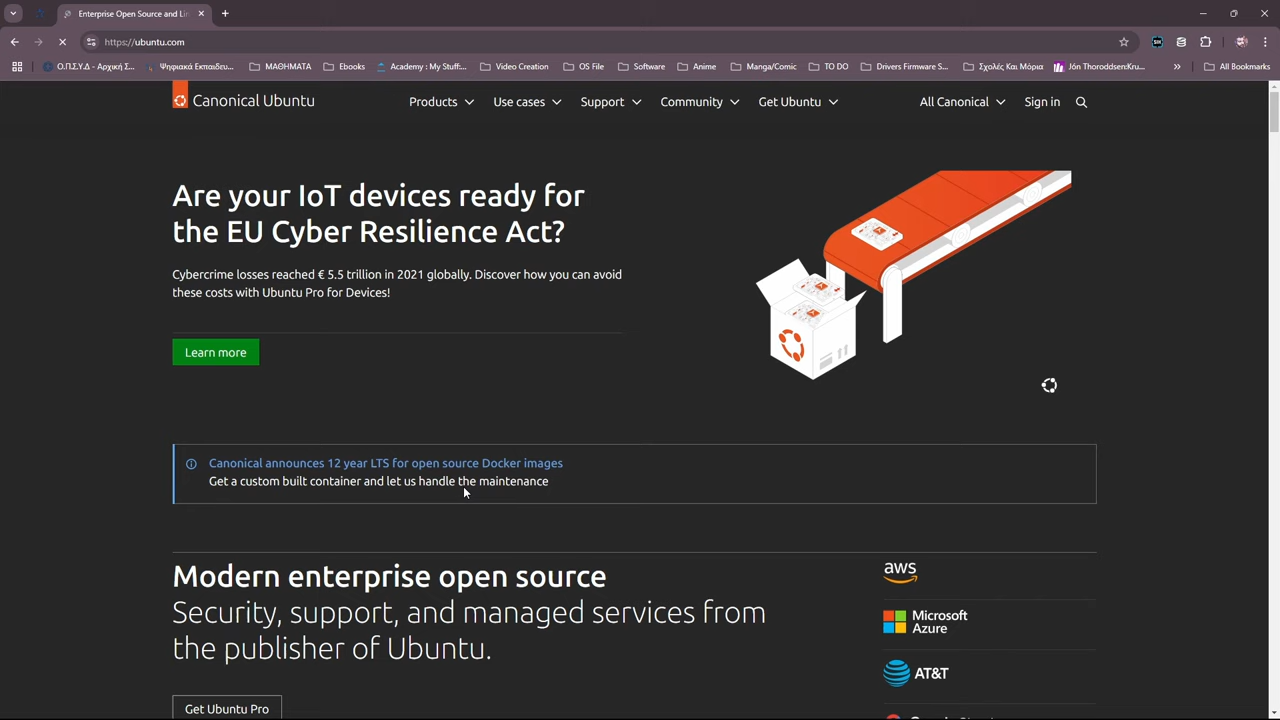 Enterprise Open Source and Lin
https://ubuntu.com
Ο.Π.ΣΥ.Δ - Αρχική Σ...
Ψηφιακά Εκπαιδευ...
ΜΑΘΗΜΑΤΑ
Ebooks
Academy : My Stuff:...
Video Creation
OS File
Software
Anime
Manga/Comic
TO DO
Drivers Firmware S...
Σχολές Και Μόρια
Jón Thoroddsen:Kru...
All Bookmarks
Canonical Ubuntu
Products
Use cases
Support
Community
Get Ubuntu
All Canonical
Sign in
Are your IoT devices ready for
the EU Cyber Resilience Act?
Cybercrime losses reached € 5.5 trillion in 2021 globally. Discover how you can avoid
these costs with Ubuntu Pro for Devices!
Learn more
Canonical announces 12 year LTS for open source Docker images
Get a custom built container and let us handle the maintenance
Modern enterprise open source
Security, support, and managed services from
the publisher of Ubuntu.
Get Ubuntu Pro
aws
Microsoft
Azure
AT&T